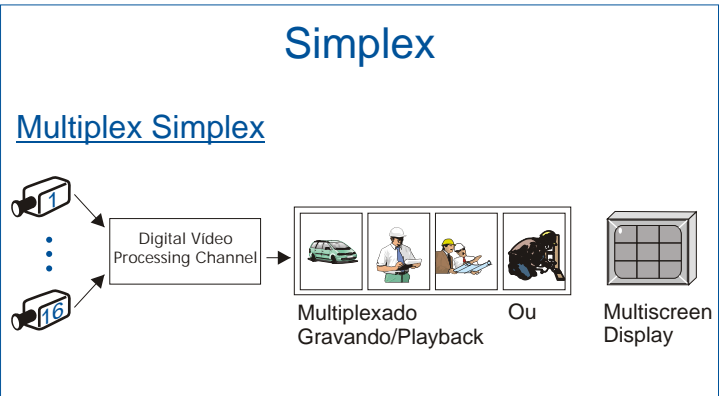 Simplex
Multiplex Simplex
1
16
Digital Vídeo
Processing Channel
Multiplexado
Gravando/Playback
Ou
Multiscreen
Display